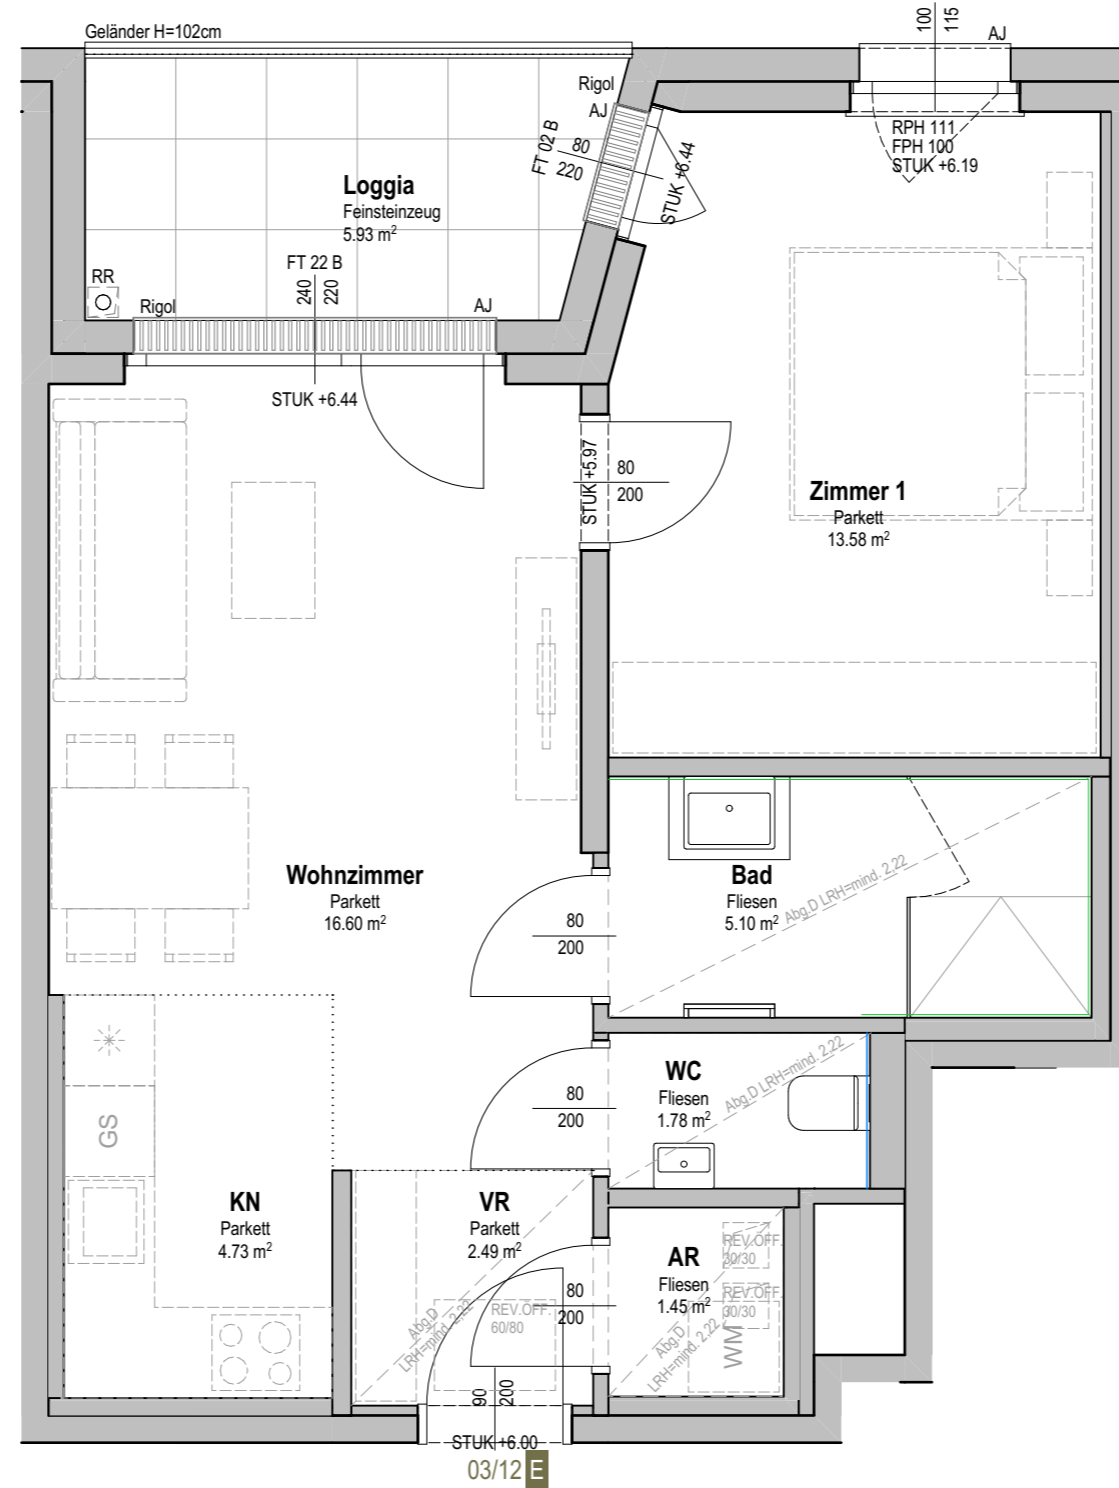 Geländer H=102cm
100
115
AJ
Rigol
AJ
FT 02 B
80
220
STUK +6.44
RPH 111
FPH 100
STUK +6.19
Loggia
Feinsteinzeug
5.93 m²
RR
Rigol
FT 22 B
240
220
AJ
STUK +6.44
STUK +5.97
80
200
Zimmer 1
Parkett
13.58 m²
Wohnzimmer
Parkett
16.60 m²
80
200
Bad
Fliesen
5.10 m²
Abg.D LRH=mind. 2,22
80
200
WC
Fliesen
1.78 m²
Abg.D LRH=mind. 2,22
GS
KN
Parkett
4.73 m²
VR
Parkett
2.49 m²
Abg.D
LRH=mind. 2,22
REV.ÖFF.
60/80
80
200
AR
Fliesen
1.45 m²
REV.ÖFF.
30/30
REV.ÖFF.
30/30
Abg.D
LRH=mind. 2,22
WM
90
200
STUK +6.00
03/12 E